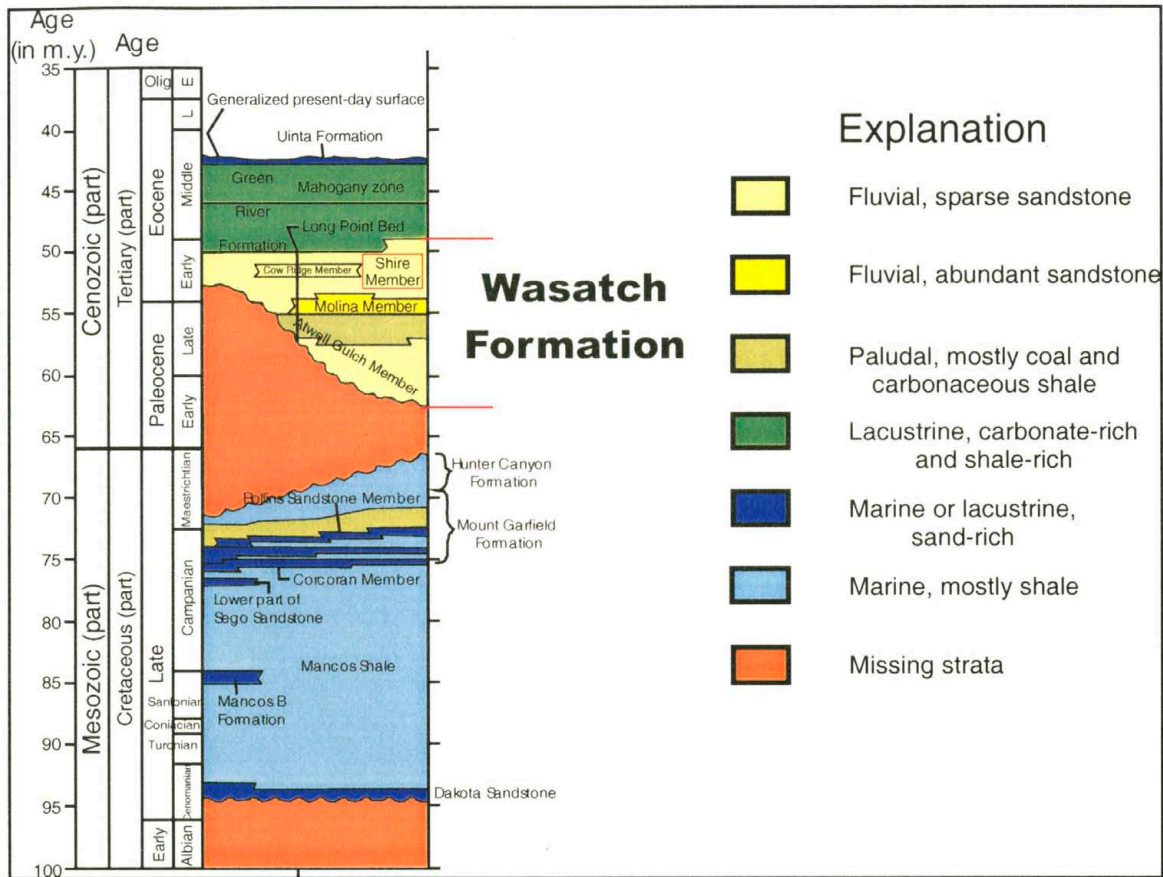 Age
(in m.y.)
Age
35
40
45
50
55
60
65
70
75
80
85
90
95
100
Cenozoic (part)
Mesozoic (part)
Tertiary (part)
Cretaceous (part)
Olig
E
Eocene
L
Middle
Early
Paleocene
Late
Early
Late
Early
Maestrichtian
Campanian
Santonian
Coniacian
Turonian
Cenomanian
Albian
Generalized present-day surface
Uinta Formation
Green
Mahogany zone
River
Long Point Bed
Formation
Cow Ridge Member
Shire
Member
Molina Member
Atwell Gulch Member
Wasatch
Formation
Hunter Canyon
Formation
Rollins Sandstone Member
Mount Garfield
Formation
Corcoran Member
Lower part of
Sego Sandstone
Mancos Shale
Mancos B
Formation
Dakota Sandstone
Explanation
Fluvial, sparse sandstone
Fluvial, abundant sandstone
Paludal, mostly coal and
carbonaceous shale
Lacustrine, carbonate-rich
and shale-rich
Marine or lacustrine,
sand-rich
Marine, mostly shale
Missing strata